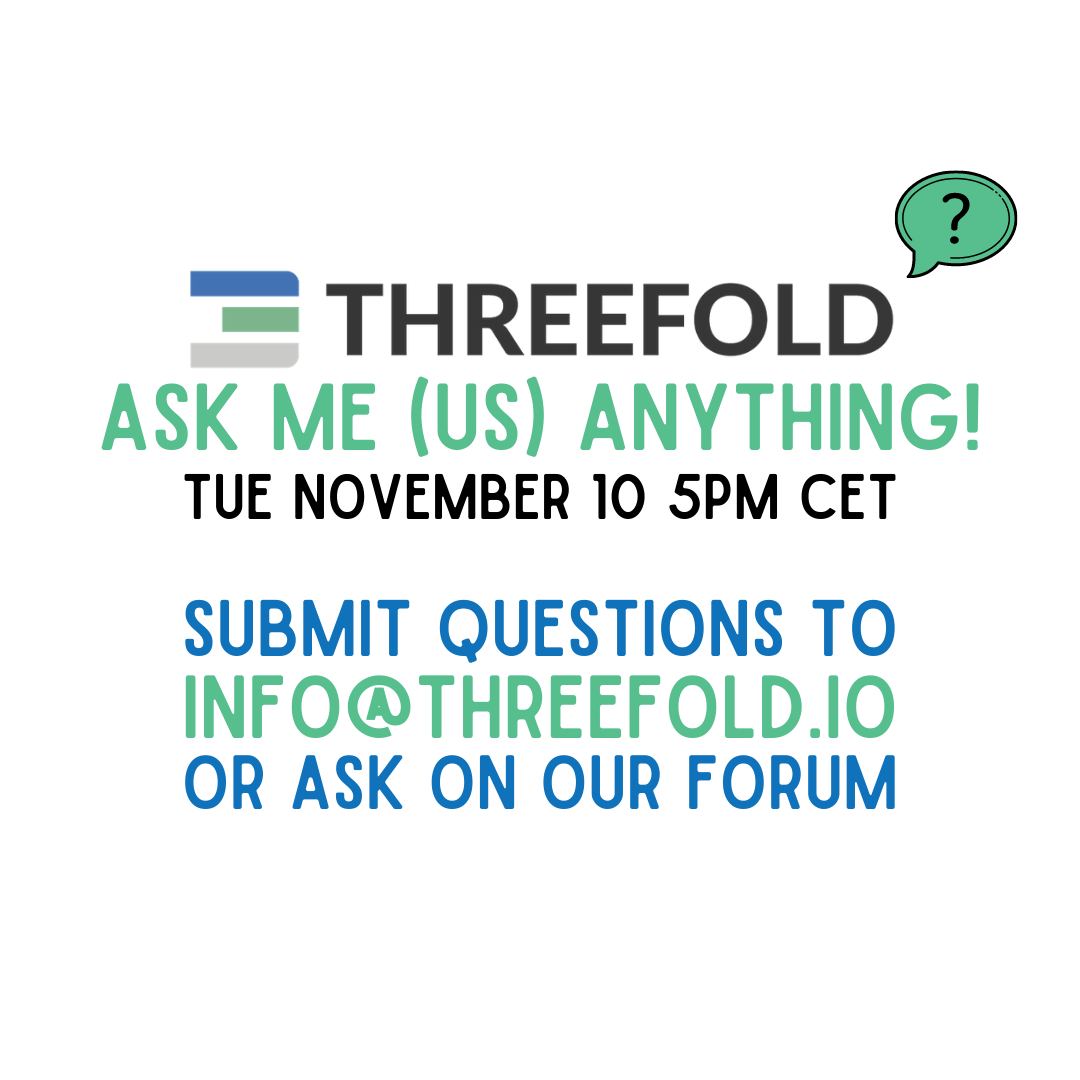 ?
THREEFOLD
ASK ME (US) ANYTHING!
TUE NOVEMBER 10 5PM CET
SUBMIT QUESTIONS TO
INFO@THREEFOLD.IO
OR ASK ON OUR FORUM